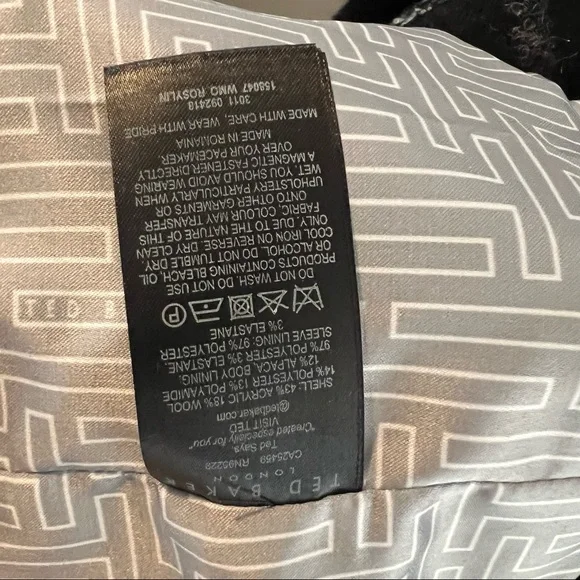 TED BAKER
LONDON
CA25459 RN95229
Ted Says,
"Created especially for you"
VISIT TED
@tedbaker.com
SHELL: 43% ACRYLIC 18% WOOL
14% POLYESTER 13% POLYAMIDE
12% ALPACA. BODY LINING:
97% POLYESTER 3% ELASTANE.
SLEEVE LINING: 97% POLYESTER
3% ELASTANE
P
DO NOT WASH. DO NOT USE
PRODUCTS CONTAINING BLEACH, OIL
OR ALCOHOL. DO NOT TUMBLE DRY.
COOL IRON ON REVERSE. DRY CLEAN
ONLY. DUE TO THE NATURE OF THIS
FABRIC, COLOUR MAY TRANSFER
ONTO OTHER GARMENTS OR
UPHOLSTERY PARTICULARLY WHEN
WET. YOU SHOULD AVOID WEARING
A MAGNETIC FASTENER DIRECTLY
OVER YOUR PACEMAKER
MADE IN ROMANIA
MADE WITH CARE. WEAR WITH PRIDE
3011 092418
158047 WMO ROSYLIN
TED B